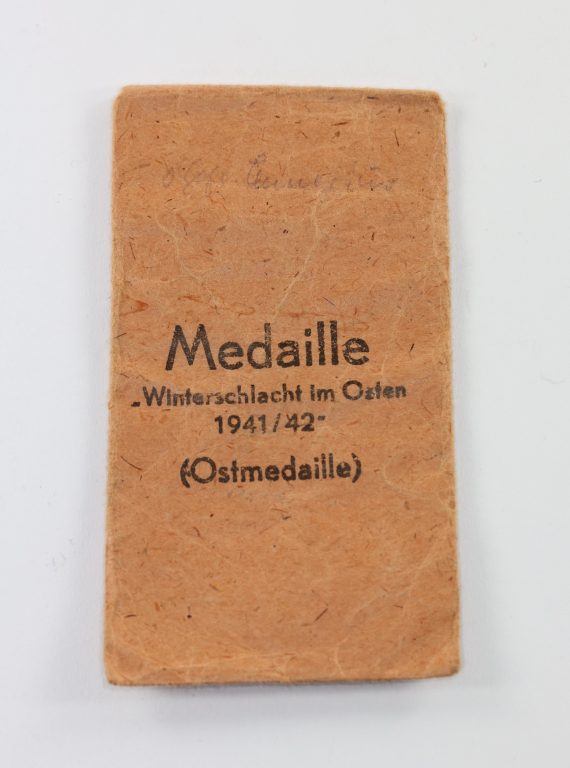 Medaille
„Winterschlacht im Osten
1941/42"
(Ostmedaille)